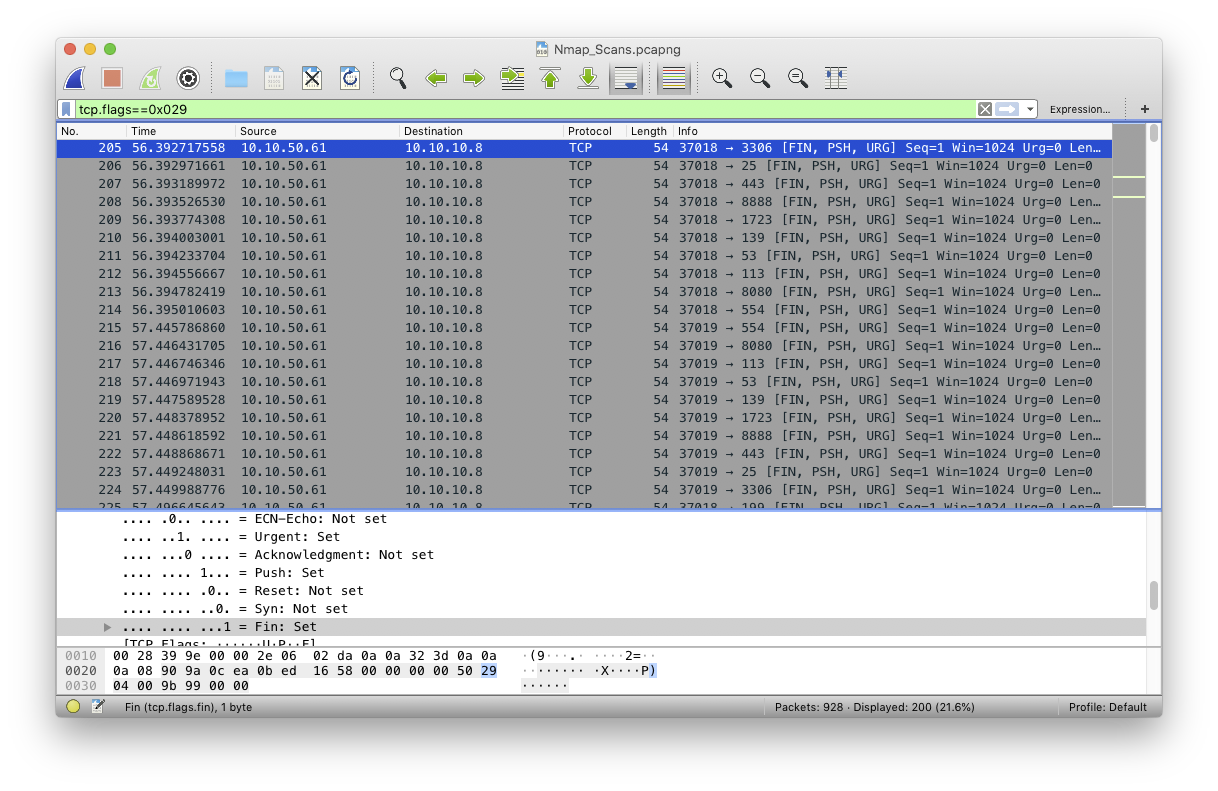 Nmap_Scans.pcapng
tcp.flags==0x029 Expression... +
No. Time Source Destination Protocol Length Info
205 56.392717558 10.10.50.61 10.10.10.8 TCP 54 37018 → 3306 [FIN, PSH, URG] Seq=1 Win=1024 Urg=0 Len…
206 56.392971661 10.10.50.61 10.10.10.8 TCP 54 37018 → 25 [FIN, PSH, URG] Seq=1 Win=1024 Urg=0 Len=0
207 56.393189972 10.10.50.61 10.10.10.8 TCP 54 37018 → 443 [FIN, PSH, URG] Seq=1 Win=1024 Urg=0 Len=0
208 56.393526530 10.10.50.61 10.10.10.8 TCP 54 37018 → 8888 [FIN, PSH, URG] Seq=1 Win=1024 Urg=0 Len…
209 56.393774308 10.10.50.61 10.10.10.8 TCP 54 37018 → 1723 [FIN, PSH, URG] Seq=1 Win=1024 Urg=0 Len…
210 56.394003001 10.10.50.61 10.10.10.8 TCP 54 37018 → 139 [FIN, PSH, URG] Seq=1 Win=1024 Urg=0 Len=0
211 56.394233704 10.10.50.61 10.10.10.8 TCP 54 37018 → 53 [FIN, PSH, URG] Seq=1 Win=1024 Urg=0 Len=0
212 56.394556667 10.10.50.61 10.10.10.8 TCP 54 37018 → 113 [FIN, PSH, URG] Seq=1 Win=1024 Urg=0 Len=0
213 56.394782419 10.10.50.61 10.10.10.8 TCP 54 37018 → 8080 [FIN, PSH, URG] Seq=1 Win=1024 Urg=0 Len…
214 56.395010603 10.10.50.61 10.10.10.8 TCP 54 37018 → 554 [FIN, PSH, URG] Seq=1 Win=1024 Urg=0 Len=0
215 57.445786860 10.10.50.61 10.10.10.8 TCP 54 37019 → 554 [FIN, PSH, URG] Seq=1 Win=1024 Urg=0 Len=0
216 57.446431705 10.10.50.61 10.10.10.8 TCP 54 37019 → 8080 [FIN, PSH, URG] Seq=1 Win=1024 Urg=0 Len…
217 57.446746346 10.10.50.61 10.10.10.8 TCP 54 37019 → 113 [FIN, PSH, URG] Seq=1 Win=1024 Urg=0 Len=0
218 57.446971943 10.10.50.61 10.10.10.8 TCP 54 37019 → 53 [FIN, PSH, URG] Seq=1 Win=1024 Urg=0 Len=0
219 57.447589528 10.10.50.61 10.10.10.8 TCP 54 37019 → 139 [FIN, PSH, URG] Seq=1 Win=1024 Urg=0 Len=0
220 57.448378952 10.10.50.61 10.10.10.8 TCP 54 37019 → 1723 [FIN, PSH, URG] Seq=1 Win=1024 Urg=0 Len…
221 57.448618592 10.10.50.61 10.10.10.8 TCP 54 37019 → 8888 [FIN, PSH, URG] Seq=1 Win=1024 Urg=0 Len…
222 57.448868671 10.10.50.61 10.10.10.8 TCP 54 37019 → 443 [FIN, PSH, URG] Seq=1 Win=1024 Urg=0 Len=0
223 57.449248031 10.10.50.61 10.10.10.8 TCP 54 37019 → 25 [FIN, PSH, URG] Seq=1 Win=1024 Urg=0 Len=0
224 57.449988776 10.10.50.61 10.10.10.8 TCP 54 37019 → 3306 [FIN, PSH, URG] Seq=1 Win=1024 Urg=0 Len…
225 57.496645643 10.10.50.61 10.10.10.8 TCP 54 37018 → 199 [FIN, PSH, URG] Seq=1 Win=1024 Urg=0 Len=0
.... .0.. .... = ECN-Echo: Not set
.... ..1. .... = Urgent: Set
.... ...0 .... = Acknowledgment: Not set
.... .... 1... = Push: Set
.... .... .0.. = Reset: Not set
.... .... ..0. = Syn: Not set
.... .... ...1 = Fin: Set
[TCP Flags: ······U·P··F]
0010 00 28 39 9e 00 00 2e 06 02 da 0a 0a 32 3d 0a 0a ·(9···.· ····2=··
0020 0a 08 90 9a 0c ea 0b ed 16 58 00 00 00 00 50 29 ········ ·X····P)
0030 04 00 9b 99 00 00 ······
Fin (tcp.flags.fin), 1 byte Packets: 928 · Displayed: 200 (21.6%) Profile: Default